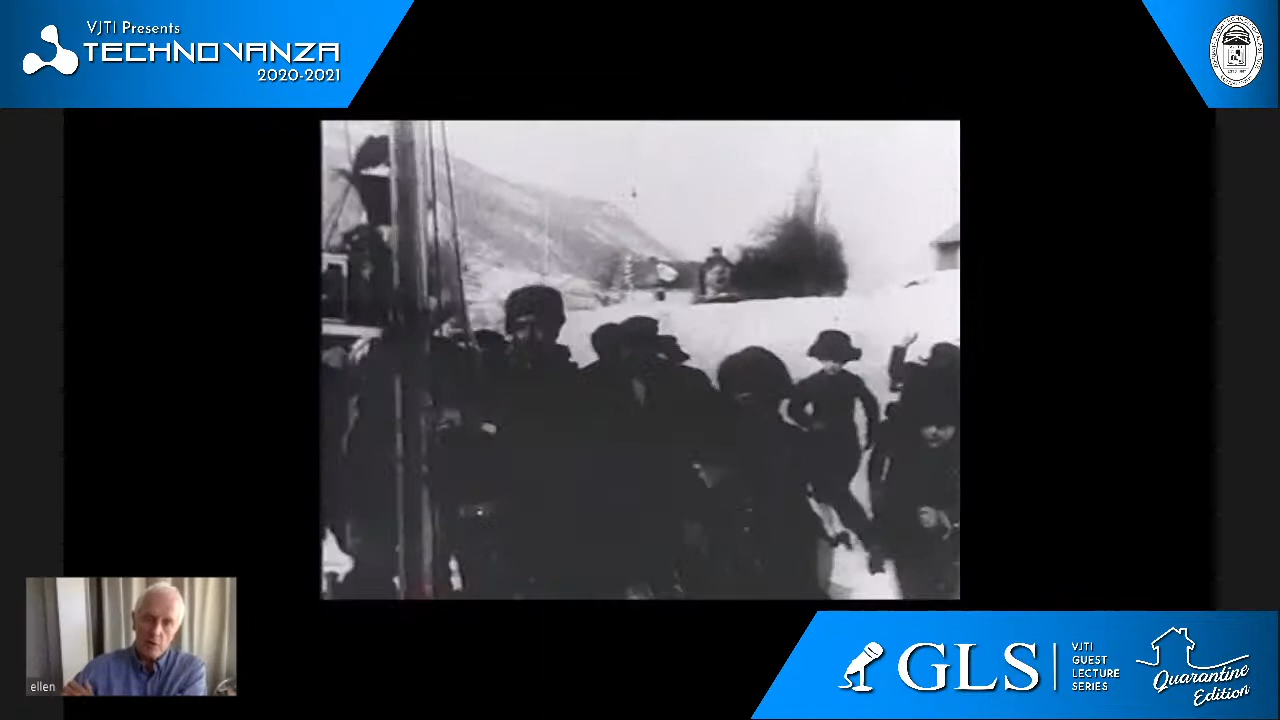 VJTI Presents
TECHNOVANZA
2020-2021
ellen
GLS
VJTI
GUEST
LECTURE
SERIES
Quarantine
Edition